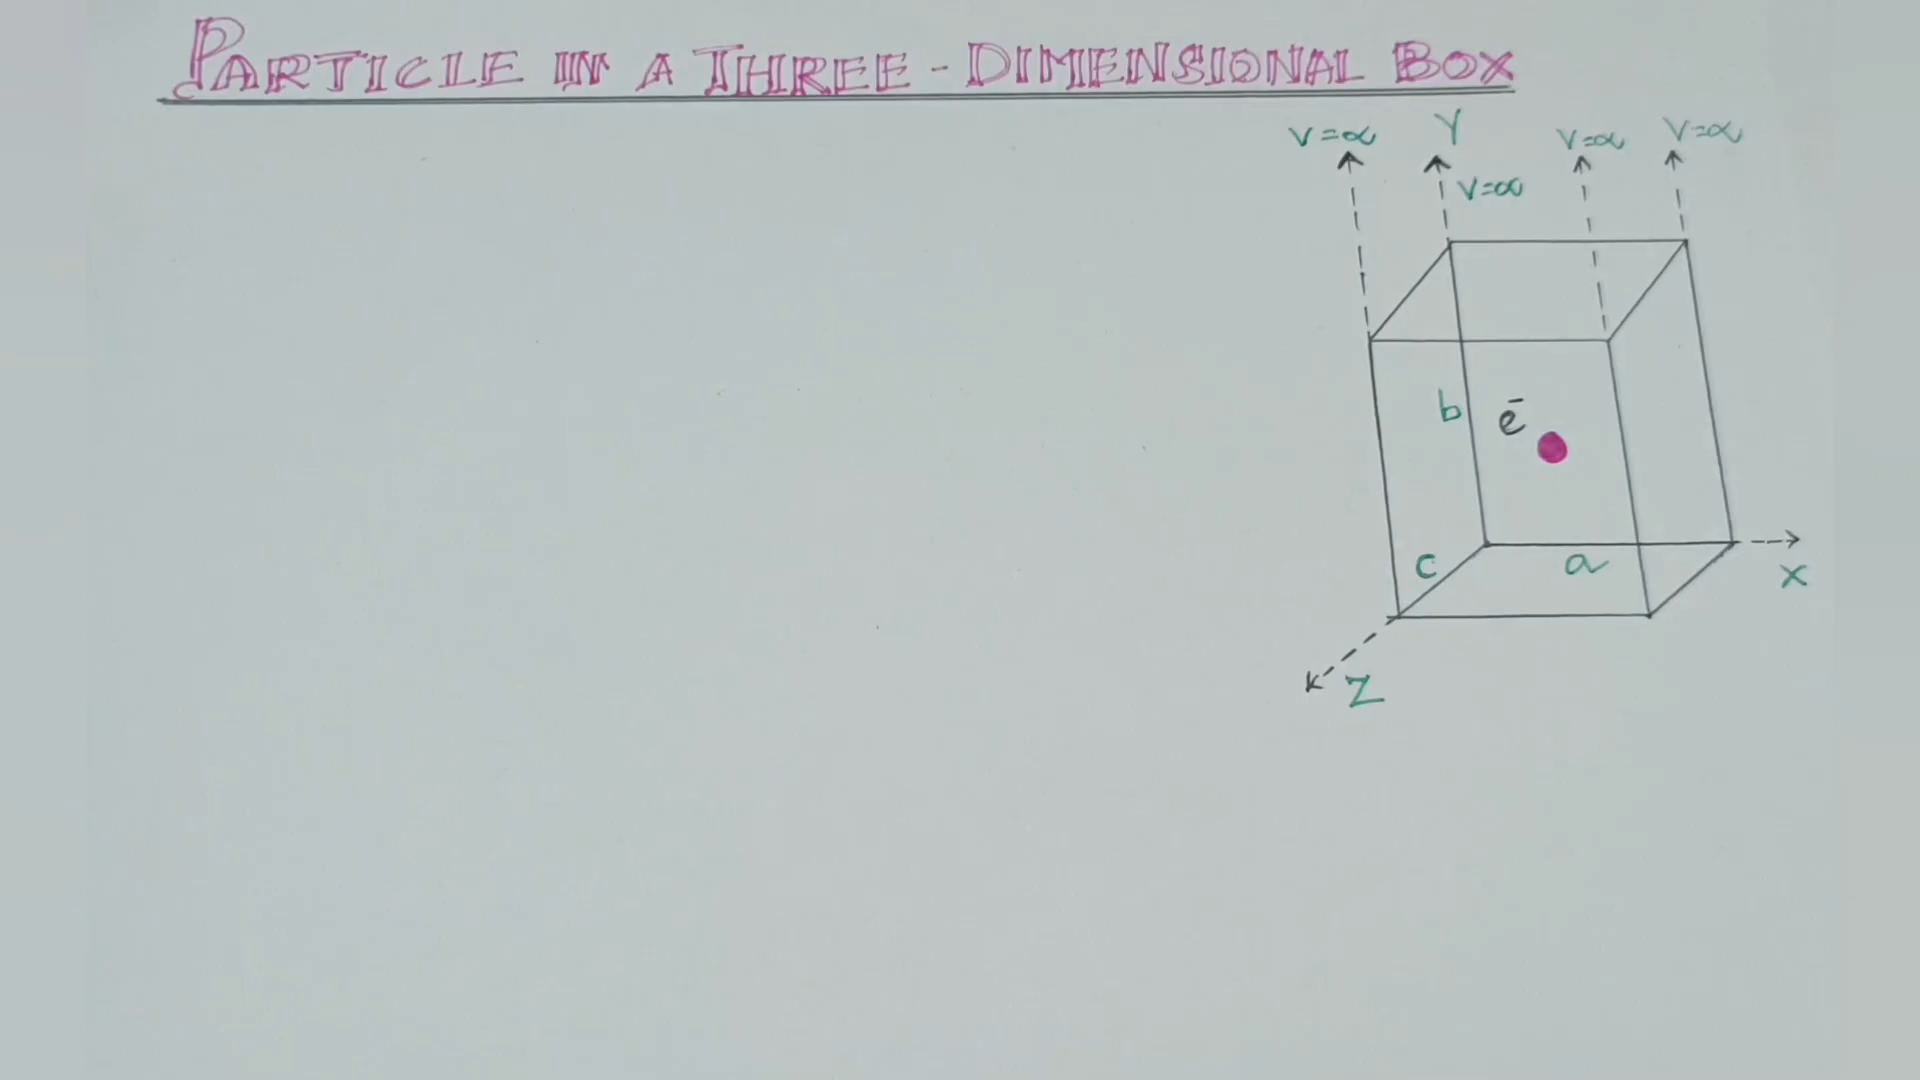 PARTICLE IN A THREE-DIMENSIONAL BOX
V=∝ Y V=∝ V=∝
V=∞
b e̅
c a
X
Z